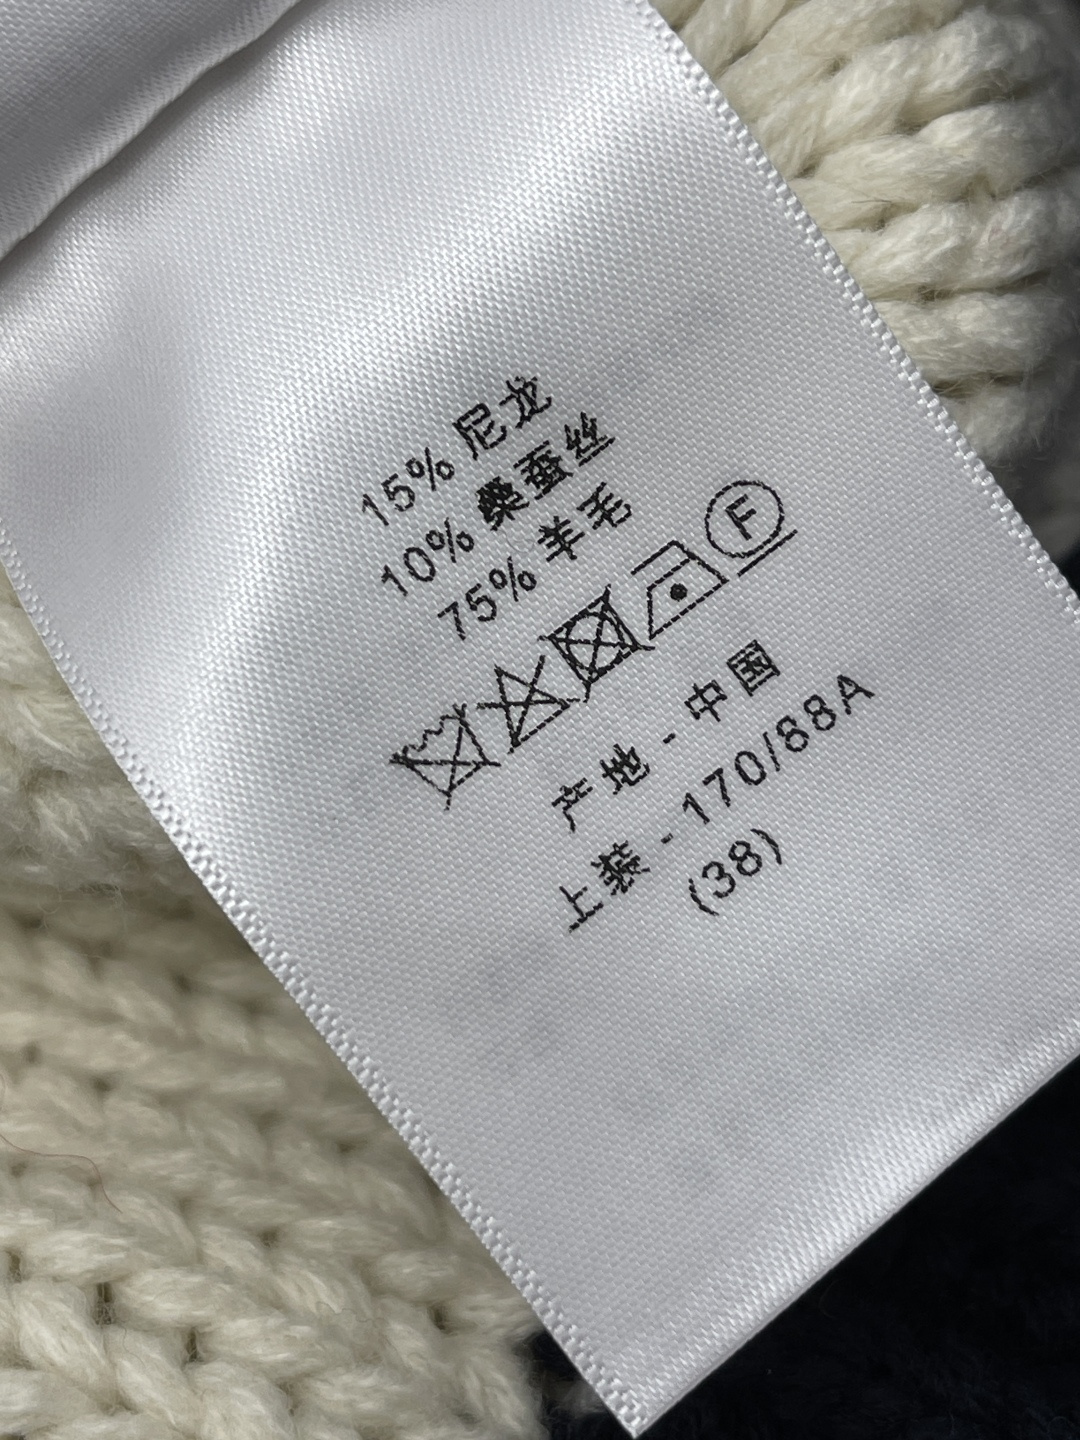 15% 尼龙
10% 桑蚕丝
75% 羊毛
F
产地 - 中国
上装 - 170/88A
(38)